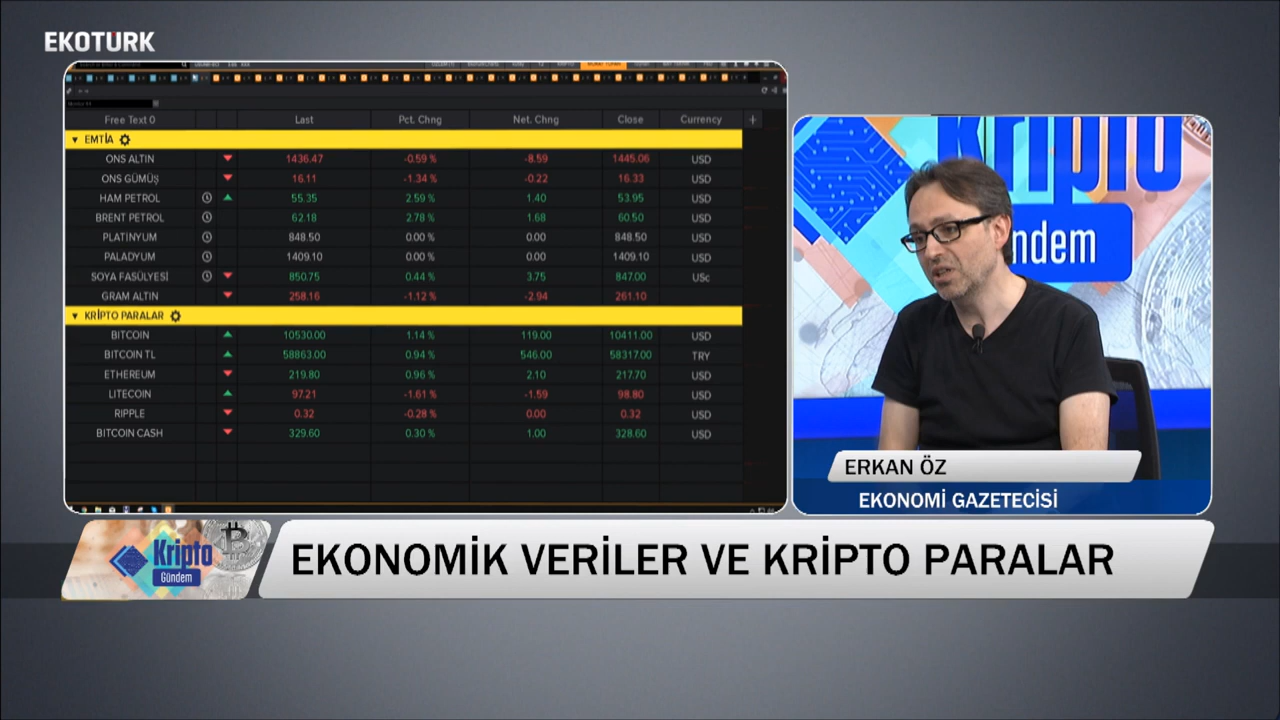 EKOTÜRK
Free Text 0 Last Pct. Chng Net. Chng Close Currency +
EMTİA
ONS ALTIN 1436.47 -0.59 % -8.59 1445.06 USD
ONS GÜMÜŞ 16.11 -1.34 % -0.22 16.33 USD
HAM PETROL 55.35 2.59 % 1.40 53.95 USD
BRENT PETROL 62.18 2.78 % 1.68 60.50 USD
PLATİNYUM 848.50 0.00 % 0.00 848.50 USD
PALADYUM 1409.10 0.00 % 0.00 1409.10 USD
SOYA FASÜLYESİ 850.75 0.44 % 3.75 847.00 USc
GRAM ALTIN 258.16 -1.12 % -2.94 261.10
KRİPTO PARALAR
BITCOIN 10530.00 1.14 % 119.00 10411.00 USD
BITCOIN TL 58863.00 0.94 % 546.00 58317.00 TRY
ETHEREUM 219.80 0.96 % 2.10 217.70 USD
LITECOIN 97.21 -1.61 % -1.59 98.80 USD
RIPPLE 0.32 -0.28 % 0.00 0.32 USD
BITCOIN CASH 329.60 0.30 % 1.00 328.60 USD
kripto
ndem
ERKAN ÖZ
EKONOMİ GAZETECİSİ
Kripto
Gündem
EKONOMİK VERİLER VE KRİPTO PARALAR